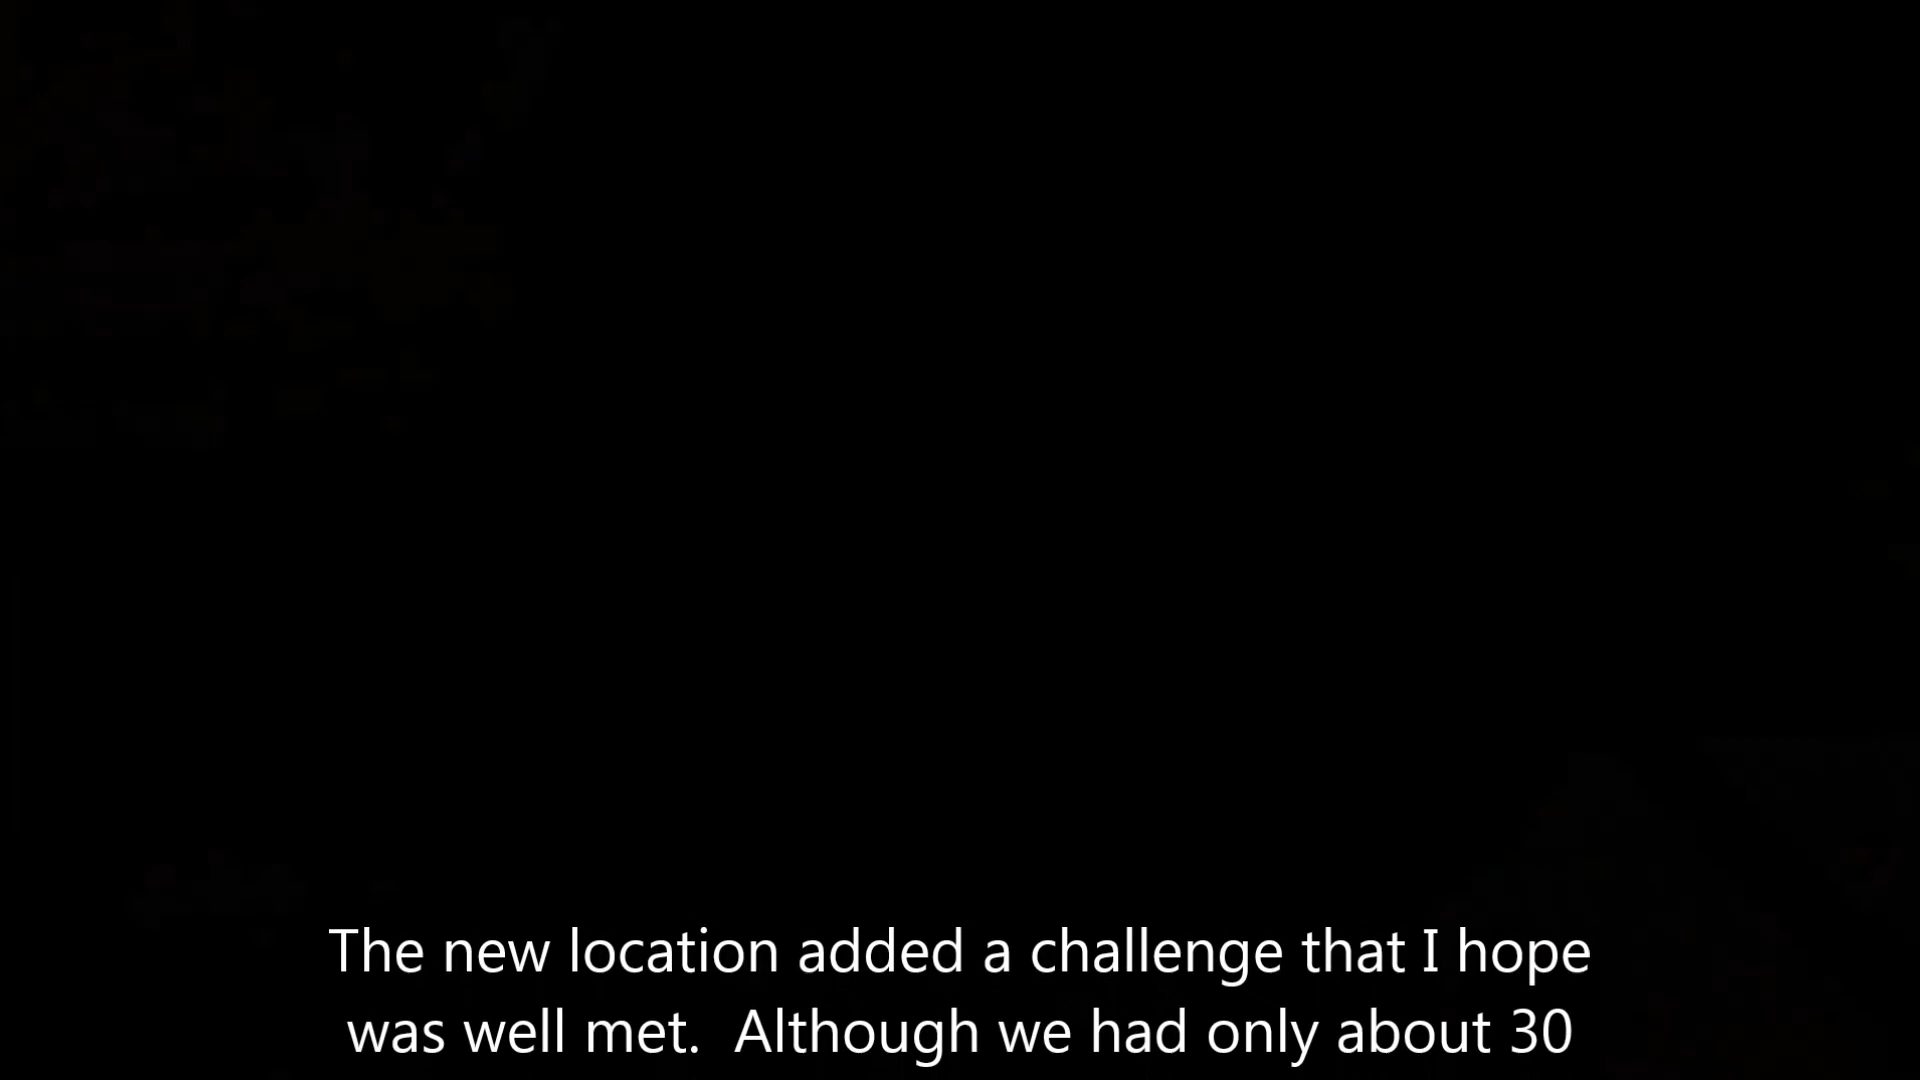 The new location added a challenge that I hope
was well met.  Although we had only about 30